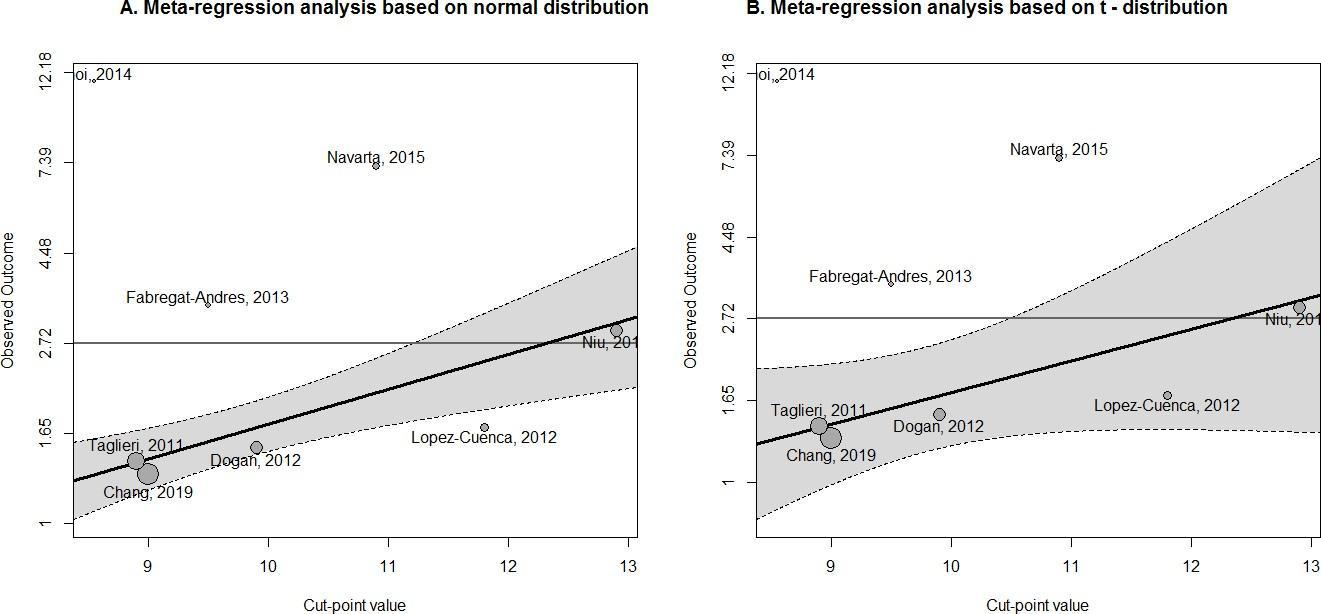 A. Meta-regression analysis based on normal distribution
Observed Outcome
12.18
7.39
4.48
2.72
1.65
1
oi, 2014
Navarta, 2015
Fabregat-Andres, 2013
Niu, 201
Taglieri, 2011
Lopez-Cuenca, 2012
Dogan, 2012
Chang, 2019
9 10 11 12 13
Cut-point value
B. Meta-regression analysis based on t - distribution
Observed Outcome
12.18
7.39
4.48
2.72
1.65
1
oi, 2014
Navarta, 2015
Fabregat-Andres, 2013
Niu, 201
Taglieri, 2011
Lopez-Cuenca, 2012
Dogan, 2012
Chang, 2019
9 10 11 12 13
Cut-point value